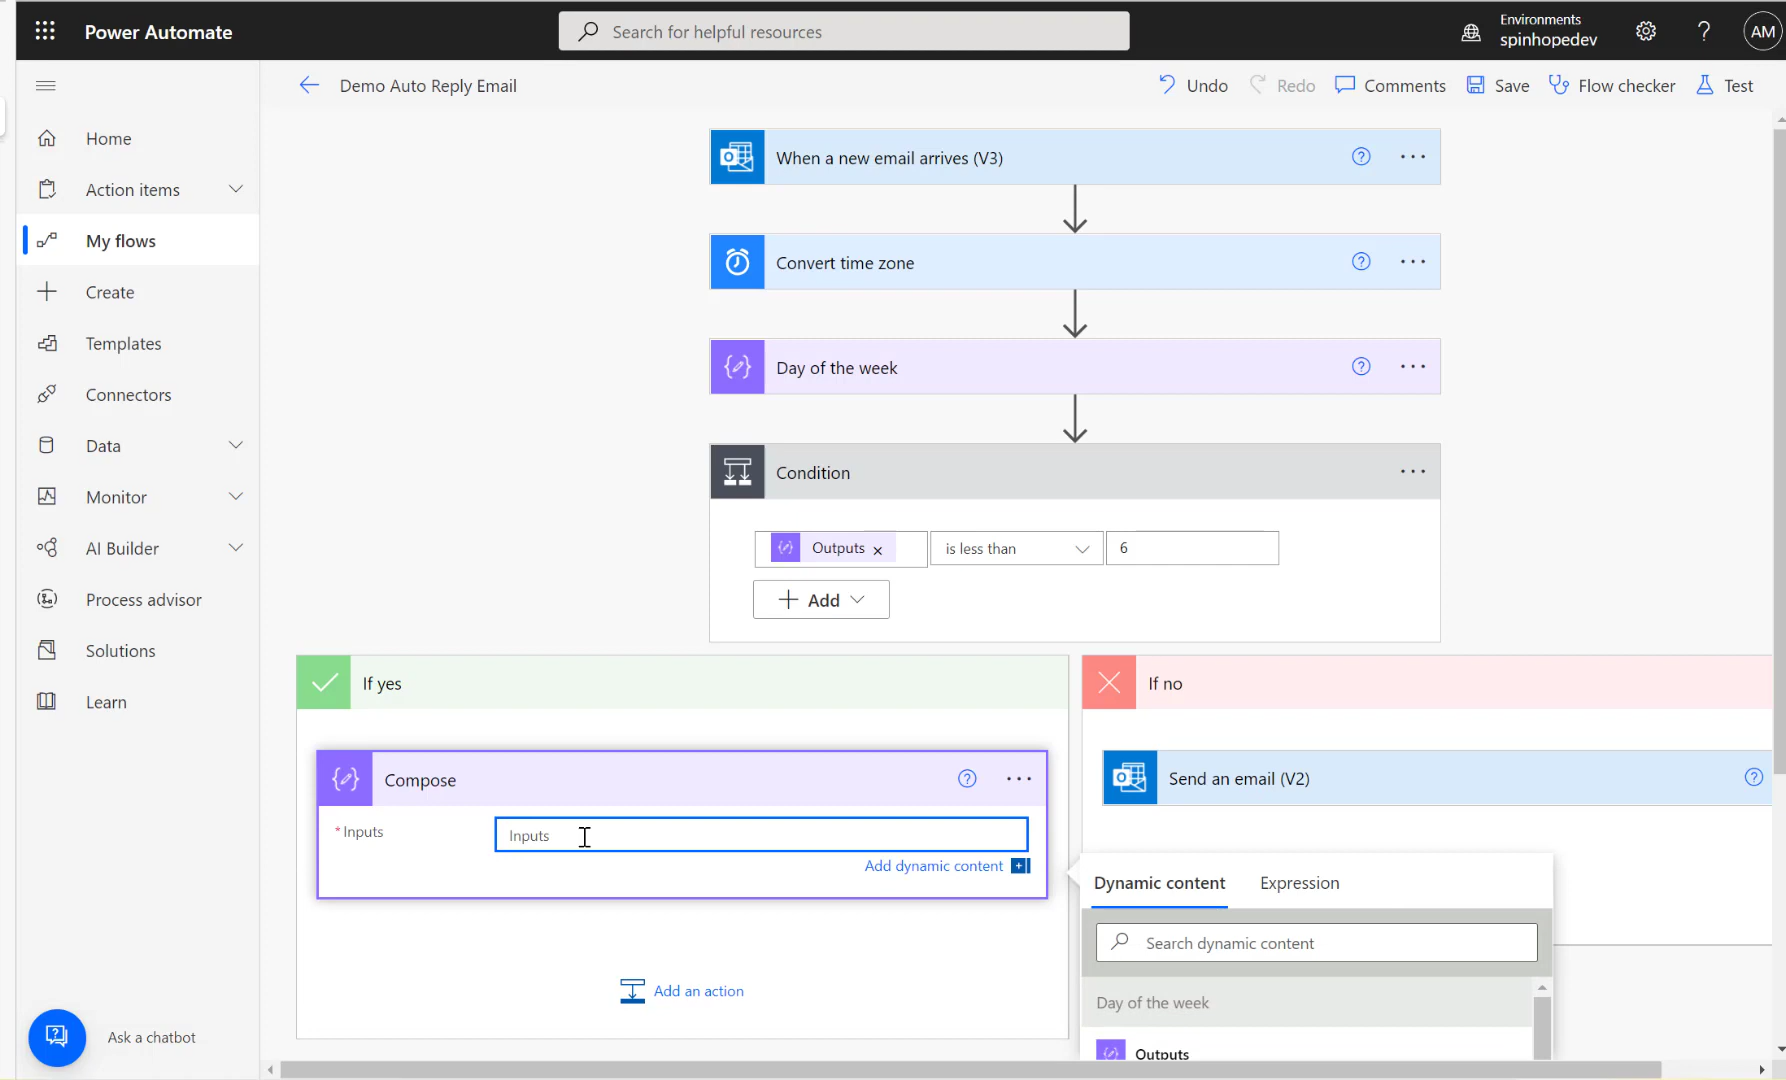 Power Automate
Search for helpful resources
Environments
spinhopedev
?
AM
Demo Auto Reply Email
Undo
Redo
Comments
Save
Flow checker
Test
Home
Action items
My flows
Create
Templates
Connectors
Data
Monitor
AI Builder
Process advisor
Solutions
Learn
Ask a chatbot
When a new email arrives (V3)
Convert time zone
Day of the week
Condition
Outputs
is less than
6
Add
If yes
Compose
*Inputs
Inputs
Add dynamic content
Add an action
If no
Send an email (V2)
Dynamic content
Expression
Search dynamic content
Day of the week
Outputs